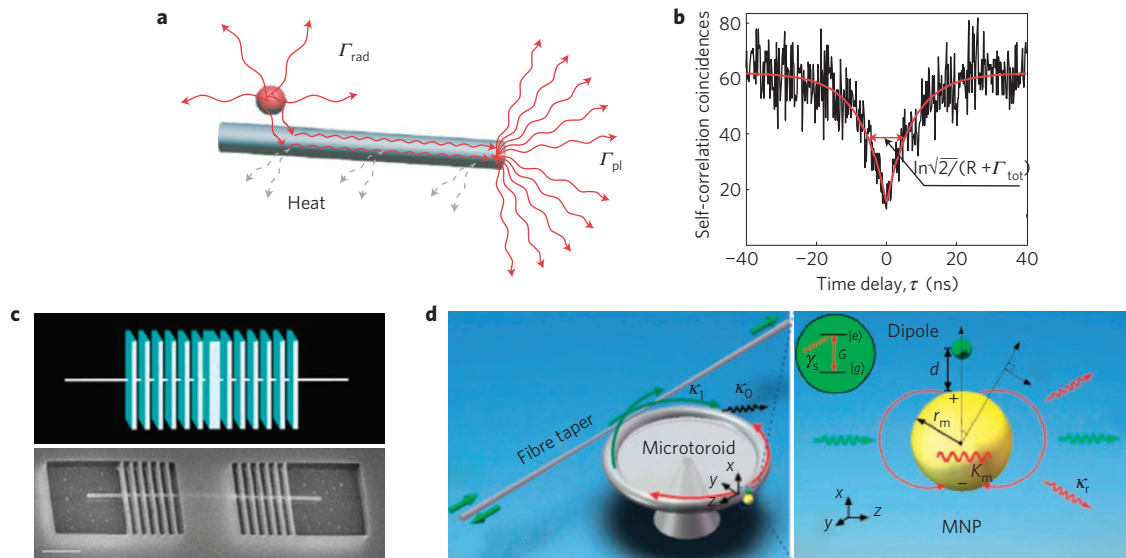 a
Γrad
Heat
Γpl
b
Self-correlation coincidences
80
60
40
20
ln√2/(R + Γtot)
−40
−20
0
20
40
Time delay, τ (ns)
c
d
Fibre taper
κ1
κ0
Microtoroid
x
y
z
|e⟩
γs
G
|g⟩
Dipole
d
+
rm
Km
−
κr
x
y
z
MNP